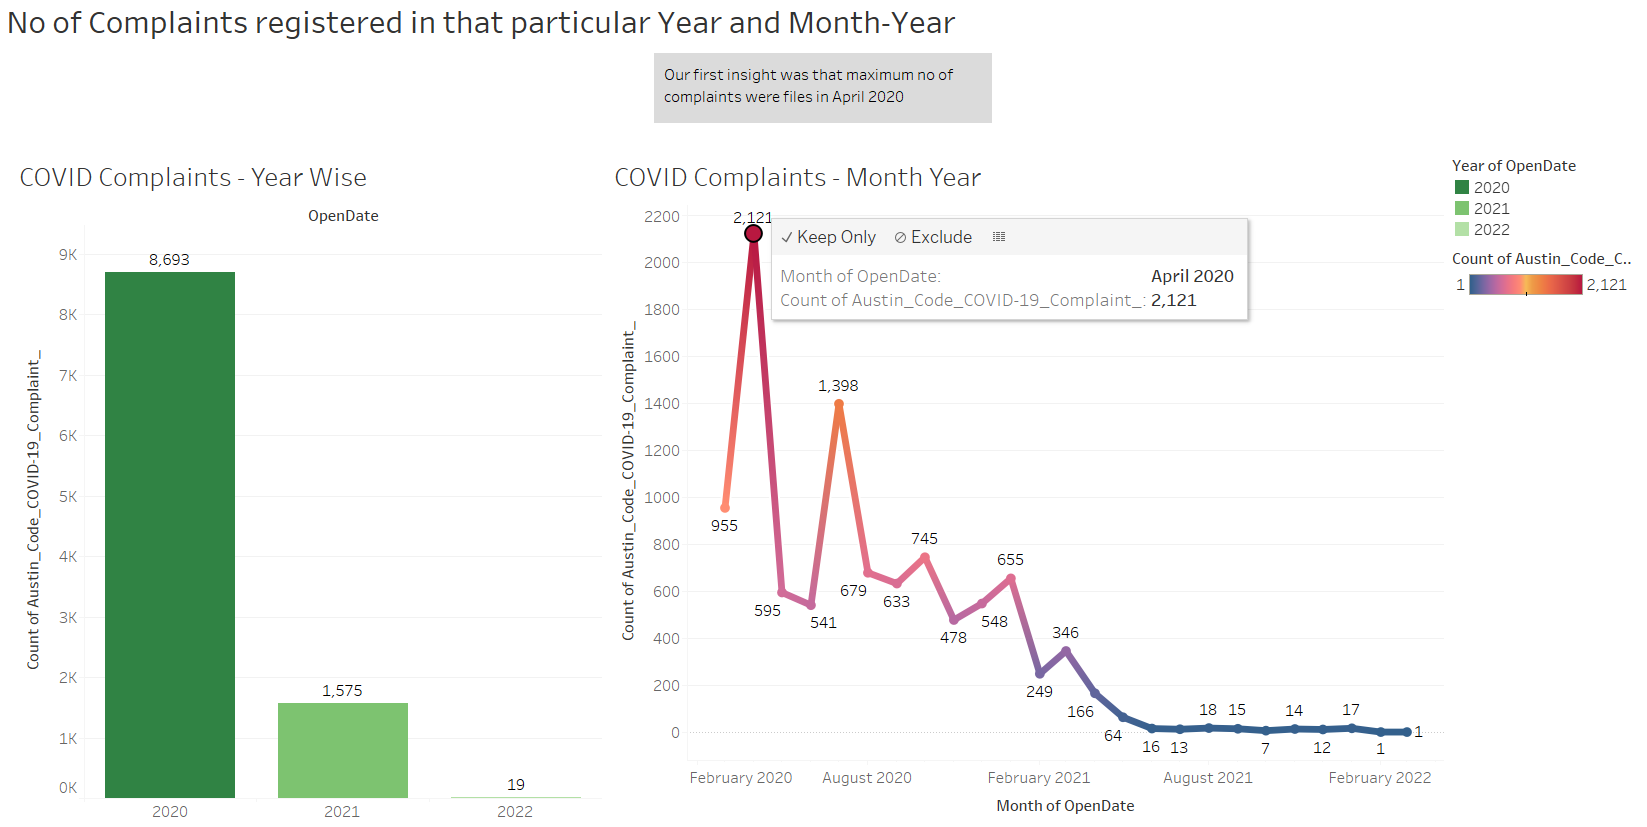 No of Complaints registered in that particular Year and Month-Year
Our first insight was that maximum no of
complaints were files in April 2020
COVID Complaints - Year Wise
OpenDate
Count of Austin_Code_COVID-19_Complaint_
9K
8K
7K
6K
5K
4K
3K
2K
1K
0K
8,693
1,575
19
2020
2021
2022
COVID Complaints - Month Year
Count of Austin_Code_COVID-19_Complaint_
2200
2000
1800
1600
1400
1200
1000
800
600
400
200
0
2,121
Keep Only Exclude
Month of OpenDate: April 2020
Count of Austin_Code_COVID-19_Complaint_: 2,121
955
595
541
1,398
679
633
745
478
548
655
249
346
166
64
16
13
18
15
7
14
12
17
1
1
February 2020
August 2020
February 2021
August 2021
February 2022
Month of OpenDate
Year of OpenDate
2020
2021
2022
Count of Austin_Code_C..
1 2,121